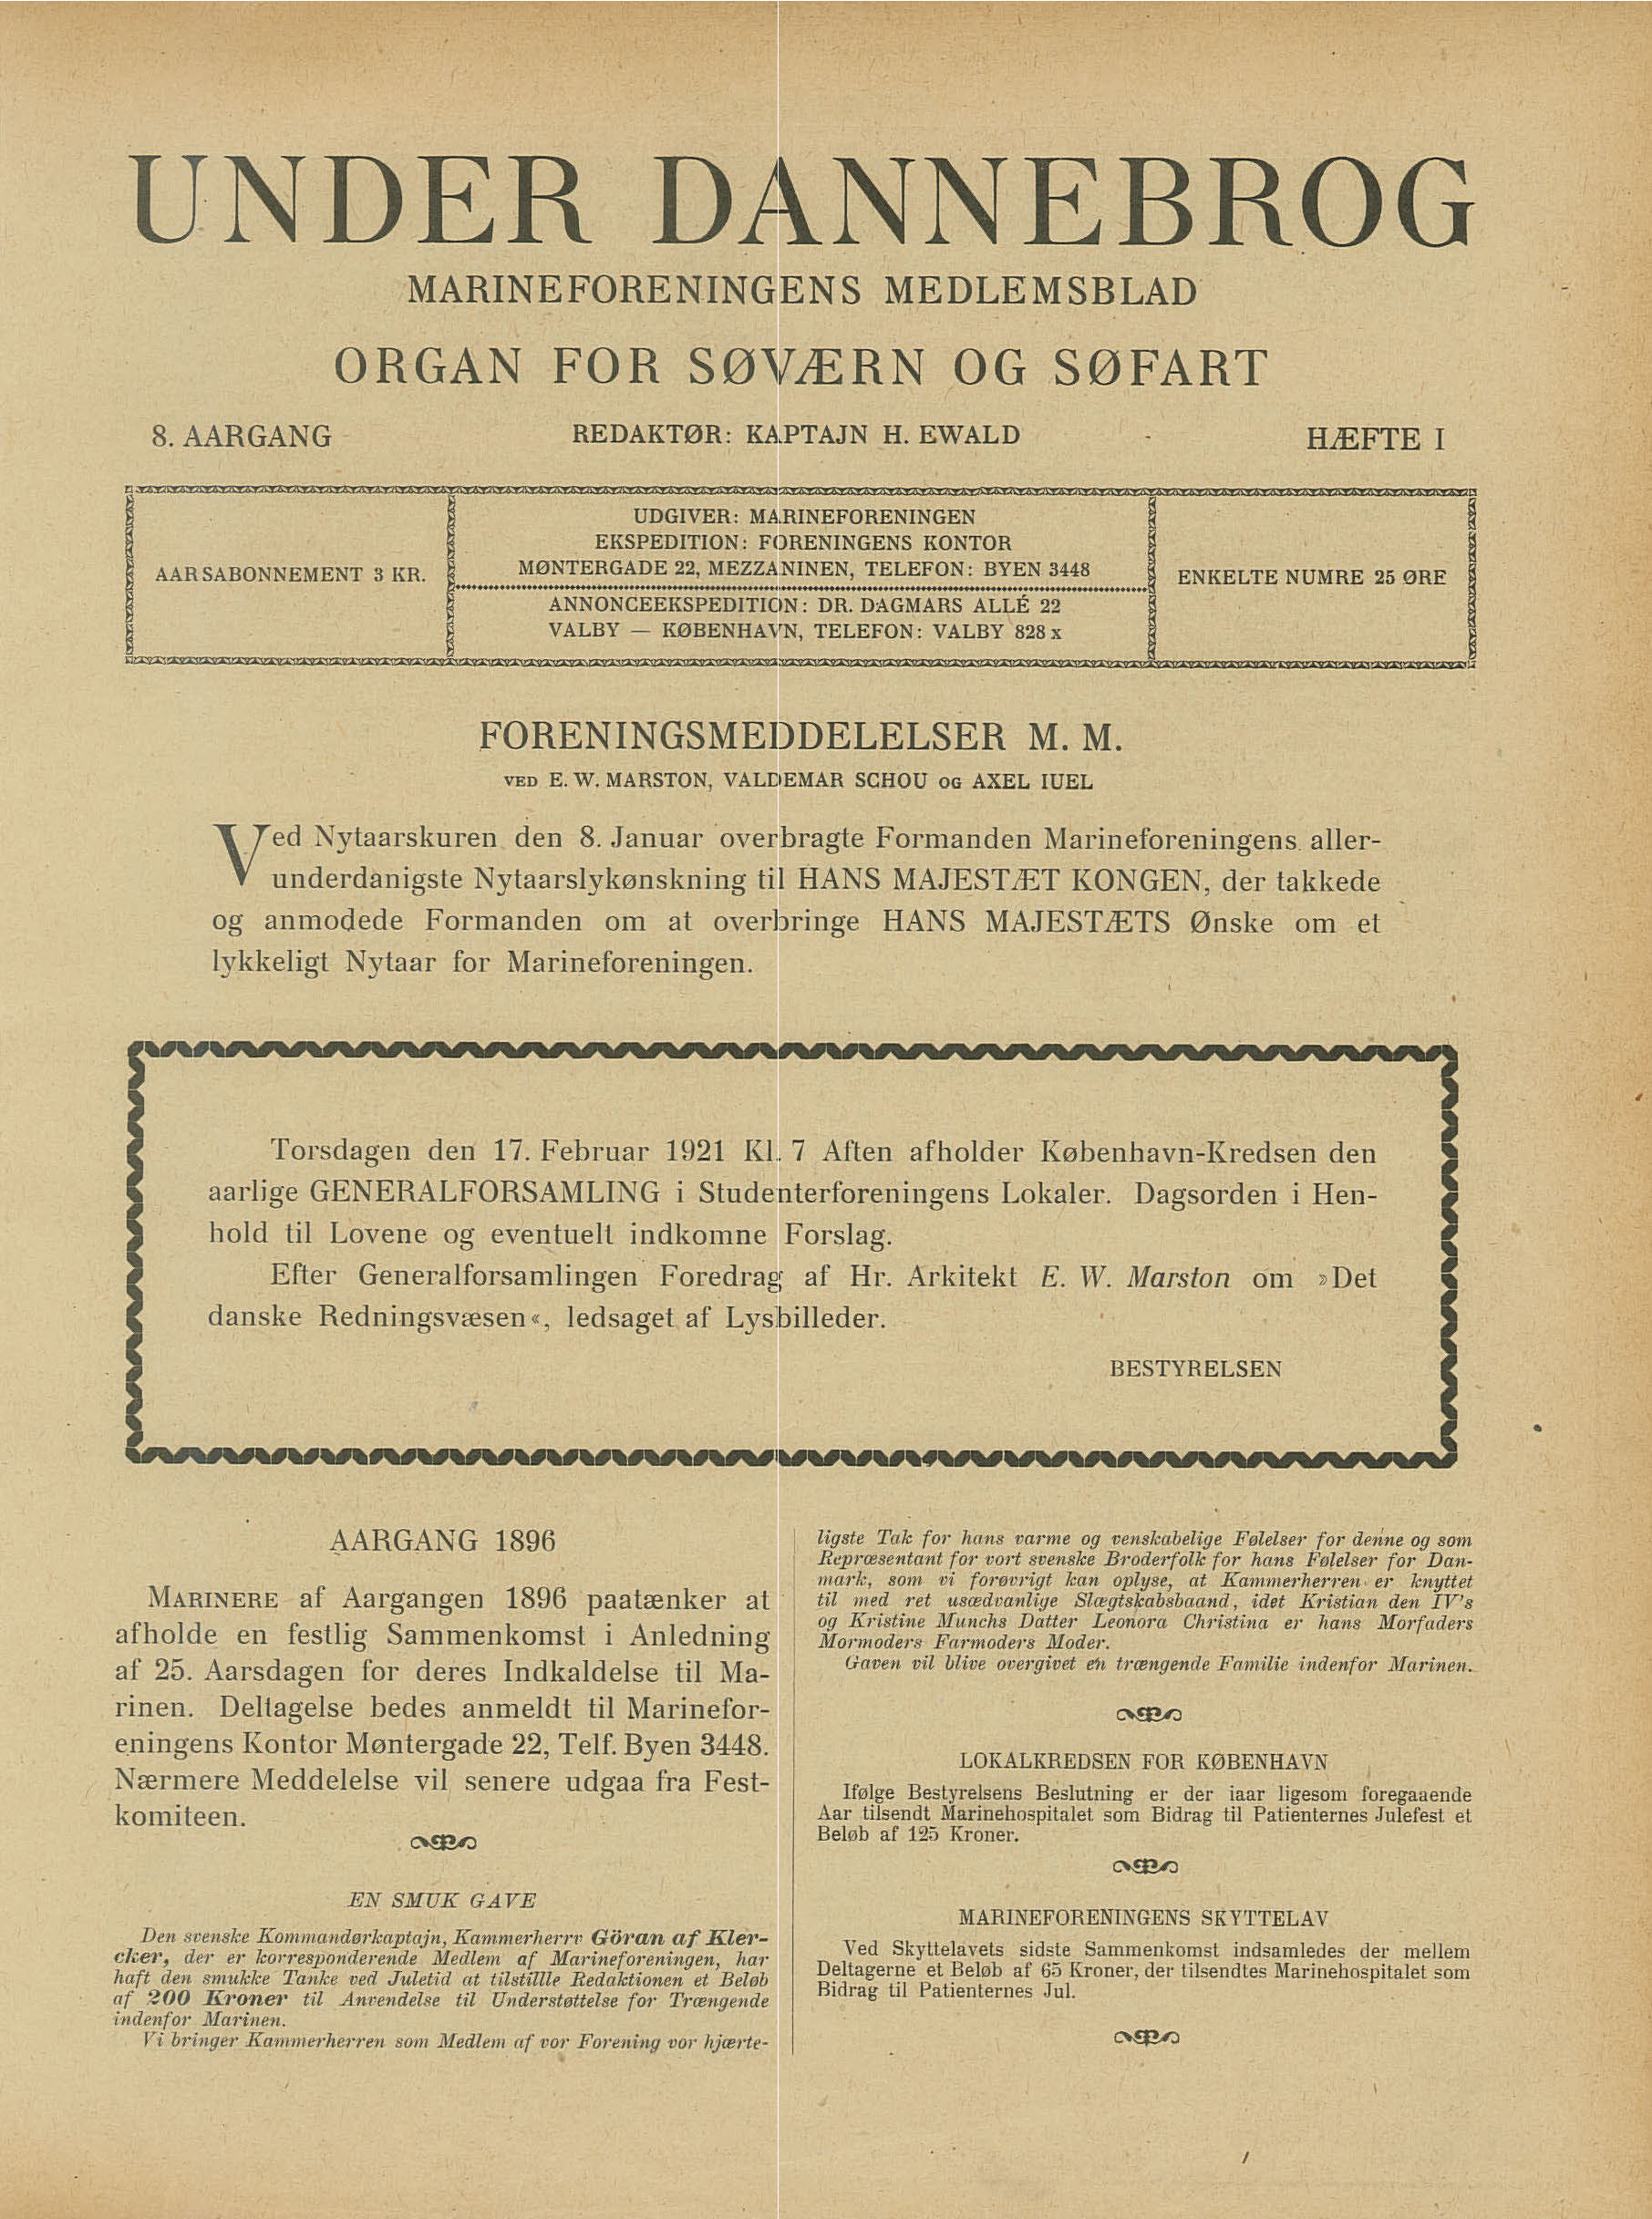 UNDER DANNEBROG
MARINEFORENINGENS MEDLEMSBLAD
ORGAN FOR SØVÆRN OG SØFART
8. AARGANG
REDAKTØR: KAPTAJN H. EWALD
HÆFTE I
AARSABONNEMENT 3 KR.
UDGIVER: MARINEFORENINGEN
EKSPEDITION: FORENINGENS KONTOR
MØNTERGADE 22, MEZZANINEN, TELEFON: BYEN 3448
ANNONCEEKSPEDITION: DR. DAGMARS ALLÉ 22
VALBY — KØBENHAVN, TELEFON: VALBY 828 x
ENKELTE NUMRE 25 ØRE
FORENINGSMEDDELELSER M. M.
VED E. W. MARSTON, VALDEMAR SCHOU OG AXEL IUEL
Ved Nytaarskuren den 8. Januar overbragte Formanden Marineforeningens aller-
underdanigste Nytaarslykønskning til HANS MAJESTÆT KONGEN, der takkede
og anmodede Formanden om at overbringe HANS MAJESTÆTS Ønske om et
lykkeligt Nytaar for Marineforeningen.
Torsdagen den 17. Februar 1921 Kl. 7 Aften afholder København-Kredsen den
aarlige GENERALFORSAMLING i Studenterforeningens Lokaler. Dagsorden i Hen-
hold til Lovene og eventuelt indkomne Forslag.
Efter Generalforsamlingen Foredrag af Hr. Arkitekt E. W. Marston om »Det
danske Redningsvæsen«, ledsaget af Lysbilleder.
BESTYRELSEN
AARGANG 1896
MARINERE af Aargangen 1896 paatænker at
afholde en festlig Sammenkomst i Anledning
af 25. Aarsdagen for deres Indkaldelse til Ma-
rinen. Deltagelse bedes anmeldt til Marinefor-
eningens Kontor Møntergade 22, Telf. Byen 3448.
Nærmere Meddelelse vil senere udgaa fra Fest-
komiteen.
EN SMUK GAVE
Den svenske Kommandørkaptajn, Kammerherrv Göran af Kler-
cker, der er korresponderende Medlem af Marineforeningen, har
haft den smukke Tanke ved Juletid at tilstillle Redaktionen et Beløb
af 200 Kroner til Anvendelse til Understøttelse for Trængende
indenfor Marinen.
Vi bringer Kammerherren som Medlem af vor Forening vor hjærte-
ligste Tak for hans varme og venskabelige Følelser for denne og som
Repræsentant for vort svenske Broderfolk for hans Følelser for Dan-
mark, som vi forøvrigt kan oplyse, at Kammerherren er knyttet
til med ret usædvanlige Slægtskabsbaand, idet Kristian den IV's
og Kristine Munchs Datter Leonora Christina er hans Morfaders
Mormoders Farmoders Moder.
Gaven vil blive overgivet en trængende Familie indenfor Marinen.
LOKALKREDSEN FOR KØBENHAVN
Ifølge Bestyrelsens Beslutning er der iaar ligesom foregaaende
Aar tilsendt Marinehospitalet som Bidrag til Patienternes Julefest et
Beløb af 125 Kroner.
MARINEFORENINGENS SKYTTELAV
Ved Skyttelavets sidste Sammenkomst indsamledes der mellem
Deltagerne et Beløb af 65 Kroner, der tilsendtes Marinehospitalet som
Bidrag til Patienternes Jul.